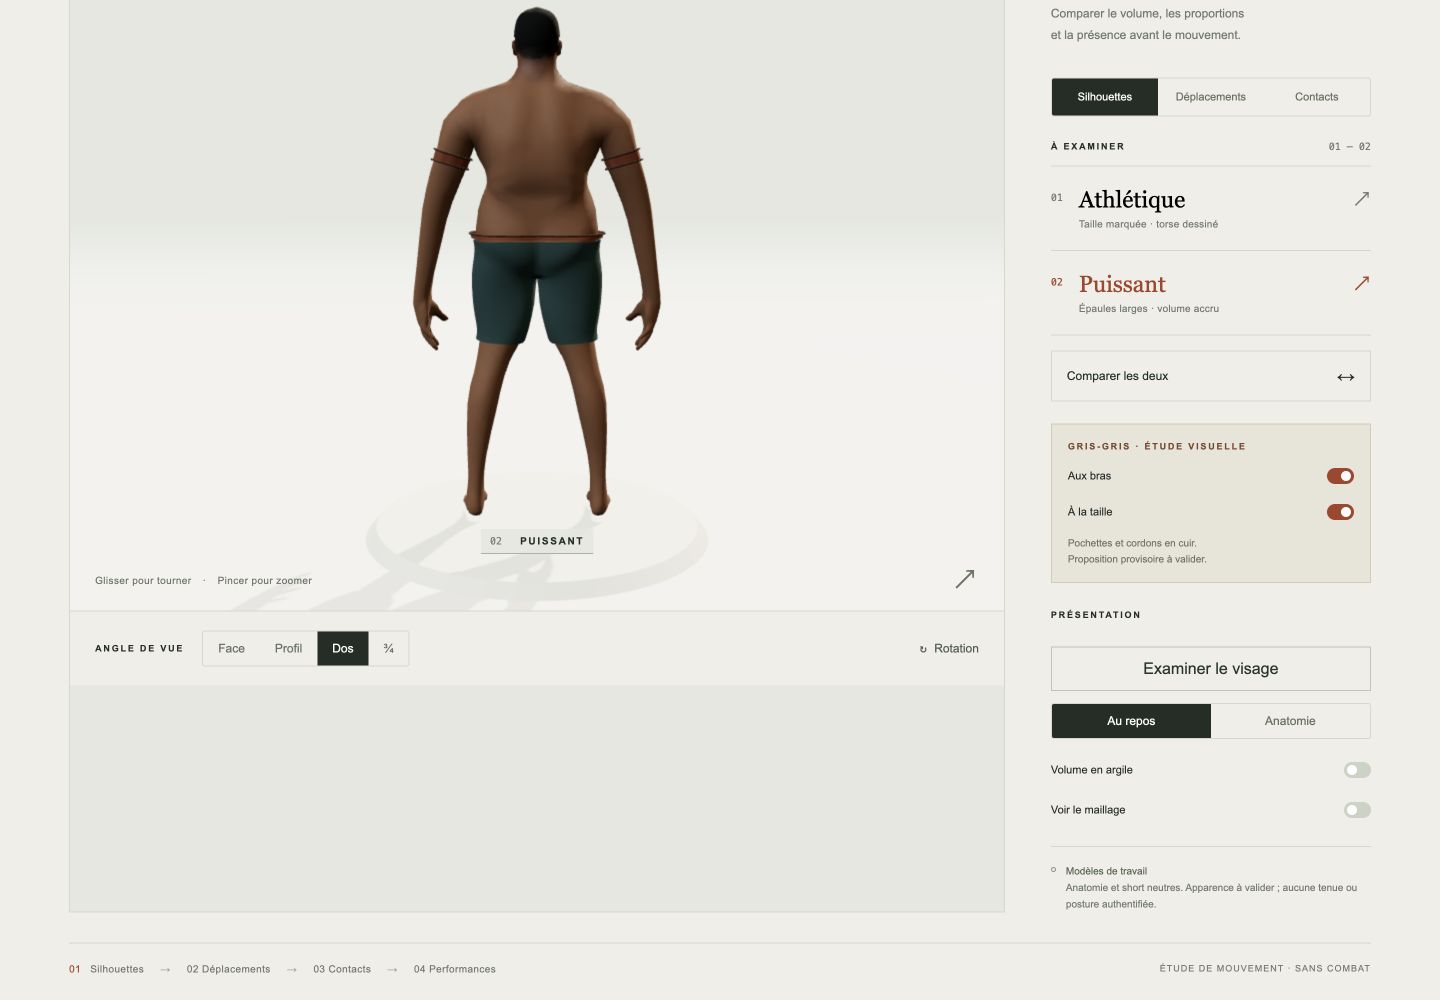 Comparer le volume, les proportions
et la présence avant le mouvement.
Silhouettes Déplacements Contacts
À EXAMINER 01 — 02
01 Athlétique ↗
Taille marquée · torse dessiné
02 Puissant ↗
Épaules larges · volume accru
Comparer les deux ↔
GRIS-GRIS · ÉTUDE VISUELLE
Aux bras
À la taille
Pochettes et cordons en cuir.
Proposition provisoire à valider.
PRÉSENTATION
Examiner le visage
Au repos Anatomie
Volume en argile
Voir le maillage
Modèles de travail
Anatomie et short neutres. Apparence à valider ; aucune tenue ou
posture authentifiée.
02 PUISSANT
Glisser pour tourner · Pincer pour zoomer ↗
ANGLE DE VUE Face Profil Dos ¾ ↻ Rotation
01 Silhouettes → 02 Déplacements → 03 Contacts → 04 Performances
ÉTUDE DE MOUVEMENT · SANS COMBAT